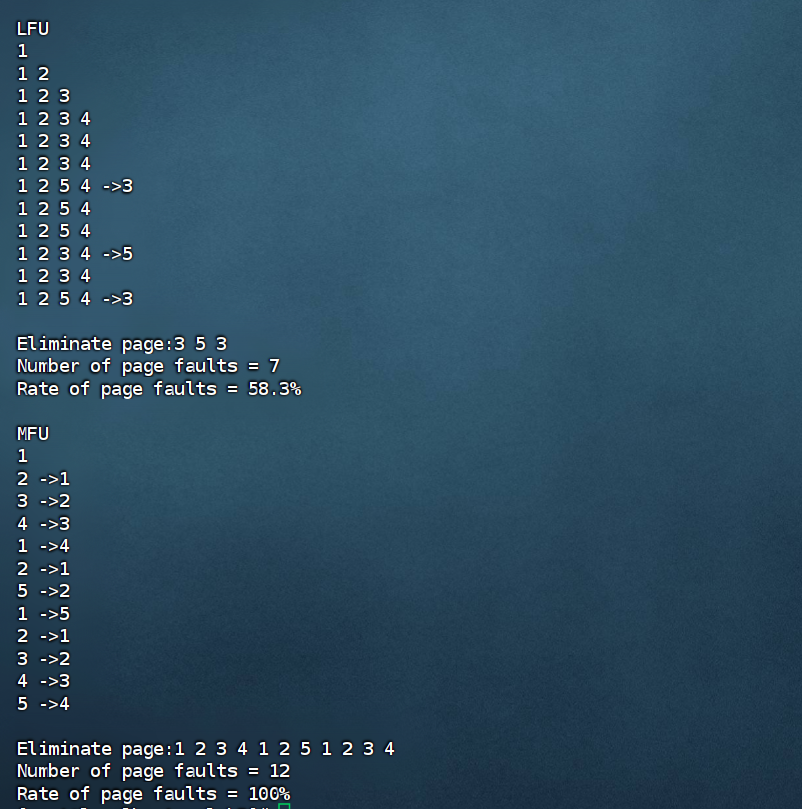 LFU
1
1 2
1 2 3
1 2 3 4
1 2 3 4
1 2 3 4
1 2 5 4 ->3
1 2 5 4
1 2 5 4
1 2 3 4 ->5
1 2 3 4
1 2 5 4 ->3
Eliminate page:3 5 3
Number of page faults = 7
Rate of page faults = 58.3%
MFU
1
2 ->1
3 ->2
4 ->3
1 ->4
2 ->1
5 ->2
1 ->5
2 ->1
3 ->2
4 ->3
5 ->4
Eliminate page:1 2 3 4 1 2 5 1 2 3 4
Number of page faults = 12
Rate of page faults = 100%